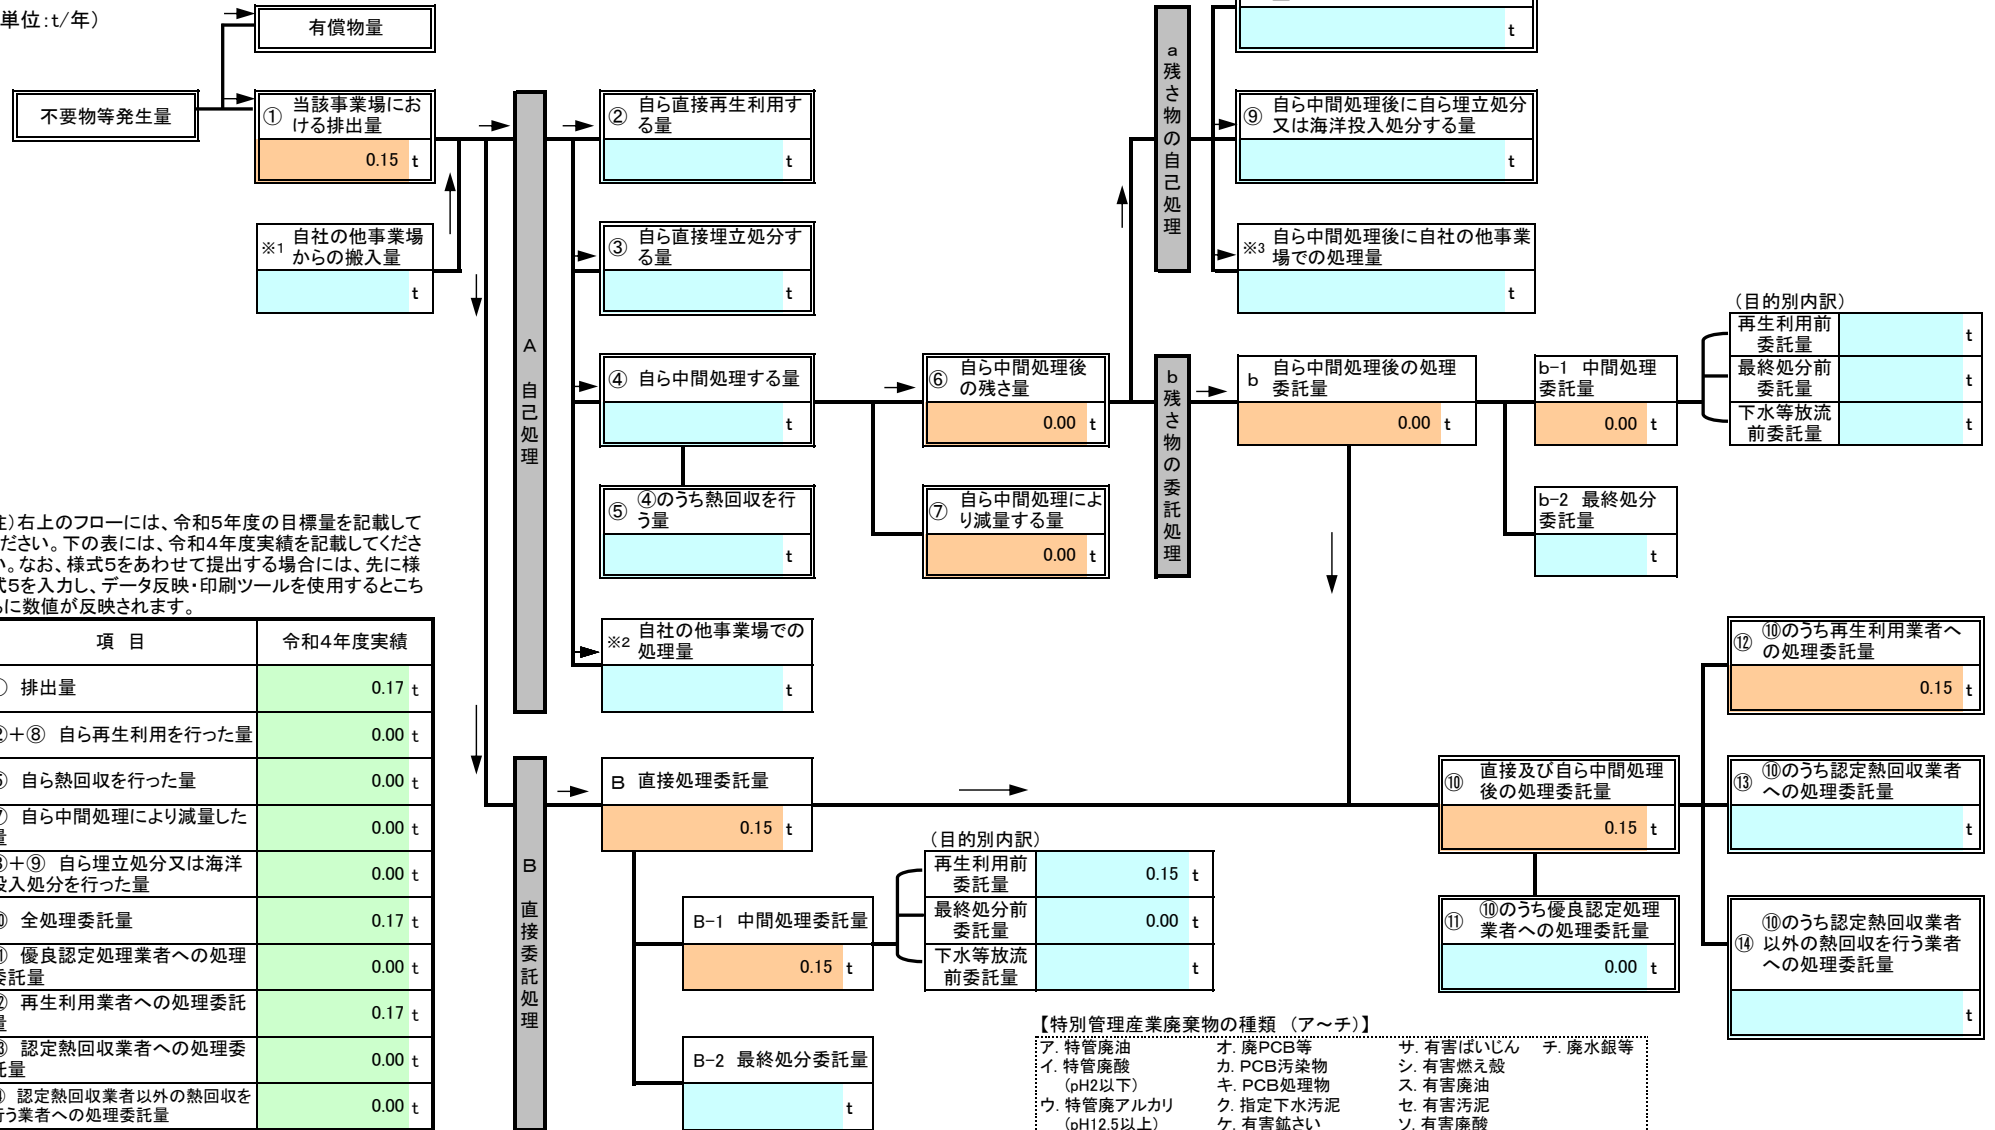 単位:t/年)
有償物量
不要物等発生量
① 当該事業場にお
ける排出量
0.15 t
※1 自社の他事業場
からの搬入量
t
A 自己処理
② 自ら直接再生利用す
る量
t
③ 自ら直接埋立処分す
る量
t
④ 自ら中間処理する量
t
⑤ ④のうち熱回収を行
う量
t
※2 自社の他事業場での
処理量
t
⑥ 自ら中間処理後
の残さ量
0.00 t
⑦ 自ら中間処理によ
り減量する量
0.00 t
a 残さ物の自己処理
t
⑨ 自ら中間処理後に自ら埋立処分
又は海洋投入処分する量
t
※3 自ら中間処理後に自社の他事業
場での処理量
t
b 残さ物の委託処理
b 自ら中間処理後の処理
委託量
0.00 t
b-1 中間処理
委託量
0.00 t
(目的別内訳)
再生利用前
委託量
t
最終処分前
委託量
t
下水等放流
前委託量
t
b-2 最終処分
委託量
t
)右上のフローには、令和5年度の目標量を記載して
ださい。下の表には、令和4年度実績を記載してくださ
。なお、様式5をあわせて提出する場合には、先に様
式5を入力し、データ反映・印刷ツールを使用するとこち
に数値が反映されます。
項 目 令和4年度実績
排出量 0.17 t
+⑧ 自ら再生利用を行った量 0.00 t
自ら熱回収を行った量 0.00 t
自ら中間処理により減量した
量 0.00 t
+⑨ 自ら埋立処分又は海洋
投入処分を行った量 0.00 t
全処理委託量 0.17 t
優良認定処理業者への処理
委託量 0.00 t
再生利用業者への処理委託
量 0.17 t
認定熱回収業者への処理委
託量 0.00 t
認定熱回収業者以外の熱回収を
行う業者への処理委託量 0.00 t
B 直接委託処理
B 直接処理委託量
0.15 t
B-1 中間処理委託量
0.15 t
(目的別内訳)
再生利用前
委託量
0.15 t
最終処分前
委託量
0.00 t
下水等放流
前委託量
t
B-2 最終処分委託量
t
⑩ 直接及び自ら中間処理
後の処理委託量
0.15 t
⑪ ⑩のうち優良認定処理
業者への処理委託量
0.00 t
⑫ ⑩のうち再生利用業者へ
の処理委託量
0.15 t
⑬ ⑩のうち認定熱回収業者
への処理委託量
t
⑭ ⑩のうち認定熱回収業者
以外の熱回収を行う業者
への処理委託量
t
【特別管理産業廃棄物の種類 (ア~チ)】
ア. 特管廃油 オ. 廃PCB等 サ. 有害ばいじん チ. 廃水銀等
イ. 特管廃酸 カ. PCB汚染物 シ. 有害燃え殻
(pH2以下) キ. PCB処理物 ス. 有害廃油
ウ. 特管廃アルカリ ク. 指定下水汚泥 セ. 有害汚泥
(pH12.5以上) ケ. 有害鉱さい ソ. 有害廃酸